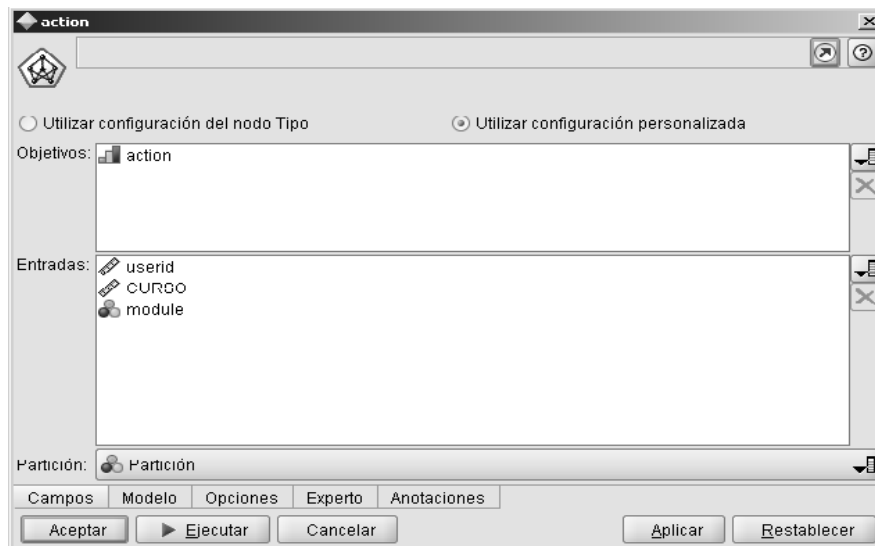 action
Utilizar configuración del nodo Tipo
Utilizar configuración personalizada
Objetivos:
action
Entradas:
userid
CURSO
module
Partición:
Partición
Campos
Modelo
Opciones
Experto
Anotaciones
Aceptar
Ejecutar
Cancelar
Aplicar
Restablecer